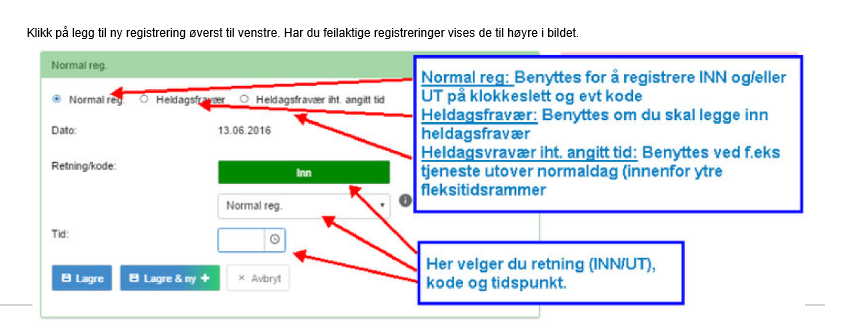 Klikk på legg til ny registrering øverst til venstre. Har du feilaktige registreringer vises de til høyre i bildet.
Normal reg.
Normal reg. Heldagsfravær Heldagsfravær iht. angitt tid
Dato: 13.06.2016
Retning/kode: Inn
Normal reg.
Tid:
Lagre Lagre & ny + × Avbryt
Normal reg: Benyttes for å registrere INN og/eller
UT på klokkeslett og evt kode
Heldagsfravær: Benyttes om du skal legge inn
heldagsfravær
Heldagsvravær iht. angitt tid: Benyttes ved f.eks
tjeneste utover normaldag (innenfor ytre
fleksitidsrammer
Her velger du retning (INN/UT),
kode og tidspunkt.